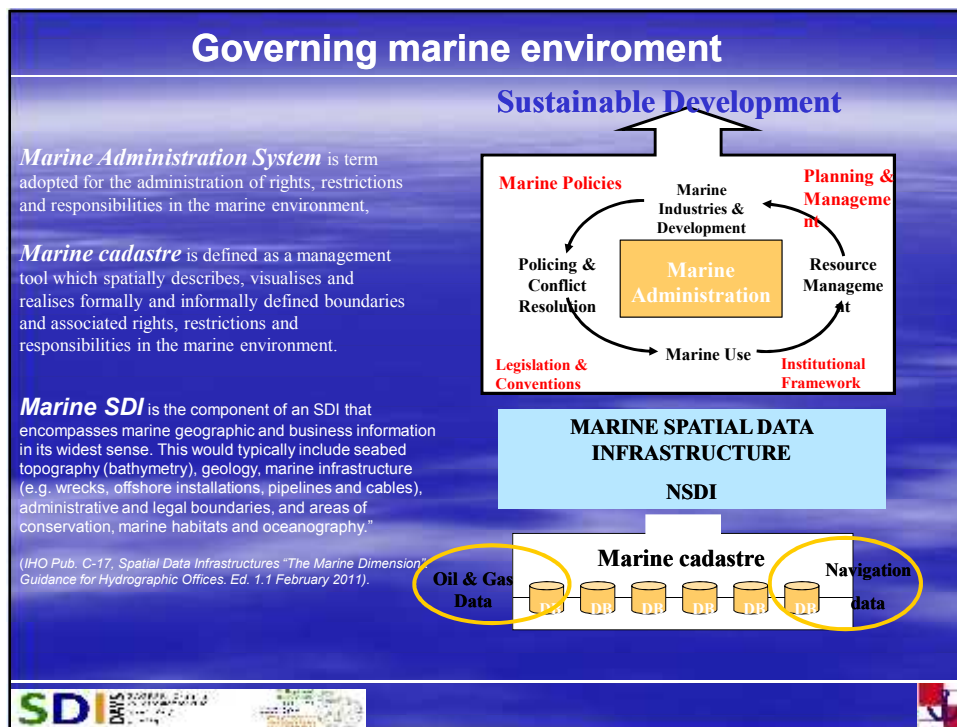 Governing marine enviroment
Sustainable Development
Marine Administration System is term
adopted for the administration of rights, restrictions
and responsibilities in the marine environment,
Marine cadastre is defined as a management
tool which spatially describes, visualises and
realises formally and informally defined boundaries
and associated rights, restrictions and
responsibilities in the marine environment.
Marine SDI is the component of an SDI that
encompasses marine geographic and business information
in its widest sense. This would typically include seabed
topography (bathymetry), geology, marine infrastructure
(e.g. wrecks, offshore installations, pipelines and cables),
administrative and legal boundaries, and areas of
conservation, marine habitats and oceanography.”
(IHO Pub. C-17, Spatial Data Infrastructures “The Marine Dimension”
Guidance for Hydrographic Offices. Ed. 1.1 February 2011).
Marine Policies
Planning &
Manageme
nt
Marine
Industries &
Development
Policing &
Conflict
Resolution
Marine
Administration
Resource
Manageme
nt
Marine Use
Legislation &
Conventions
Institutional
Framework
MARINE SPATIAL DATA
INFRASTRUCTURE
NSDI
Marine cadastre
Oil & Gas
Data
DB DB DB DB DB DB
Navigation
data
SDI
DAYS